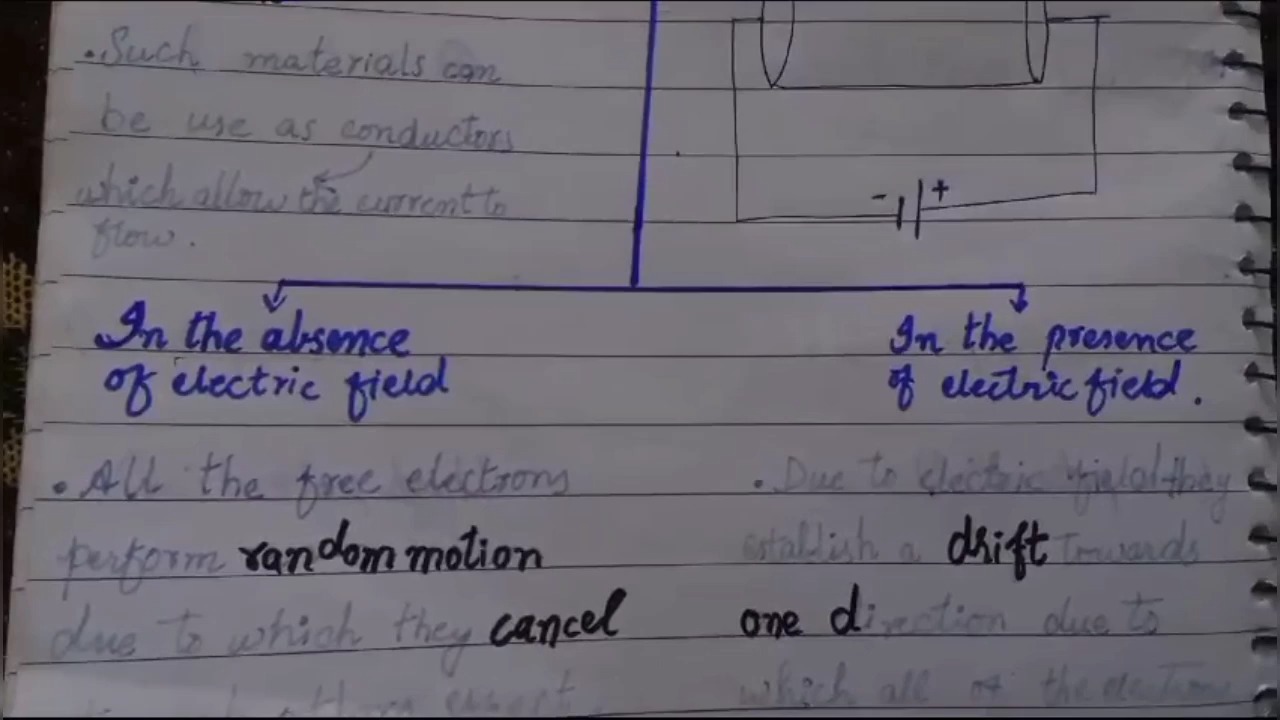 .Such materials can
be use as conductors
which allow the current to
flow.
- +
In the absence
of electric field
. All the free electrons
perform random motion
due to which they cancel
effect.
In the presence
of electric field.
. Due to electric field they
establish a drift towards
one direction due to
which all of the electrons